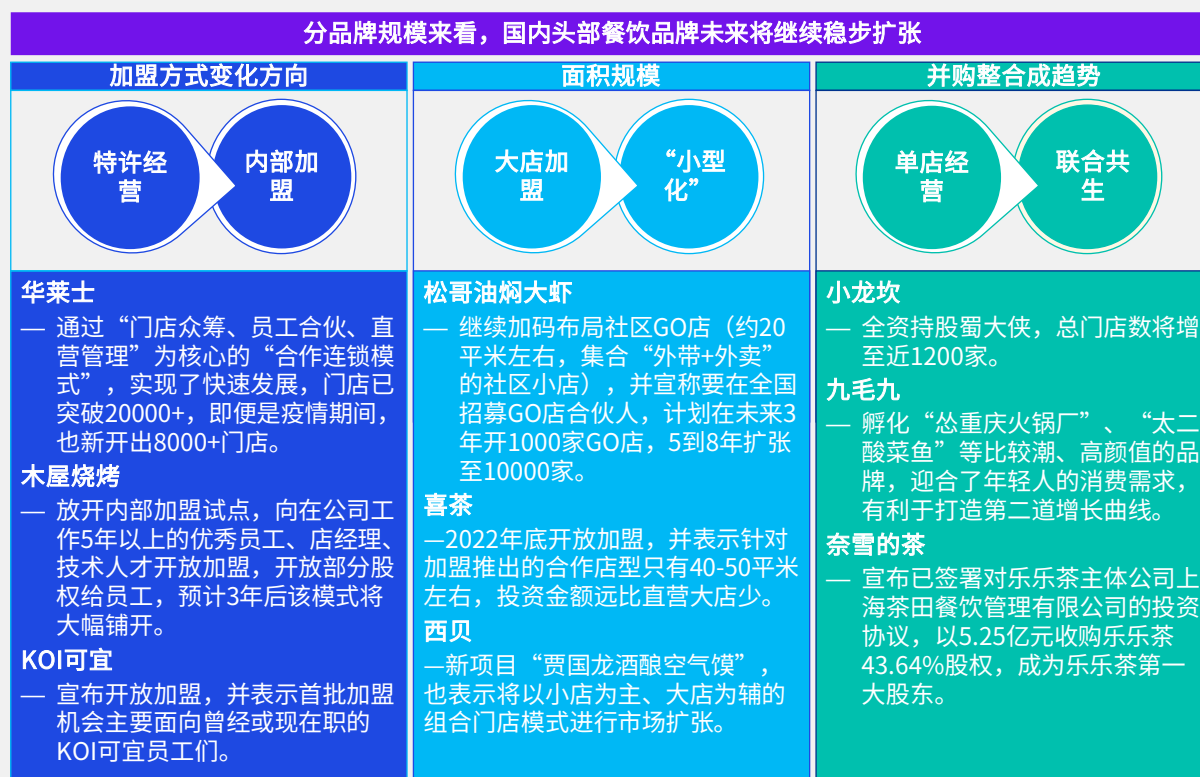 分品牌规模来看，国内头部餐饮品牌未来将继续稳步扩张
加盟方式变化方向
特许经
营
内部加
盟
华莱士
— 通过“门店众筹、员工合伙、直
营管理”为核心的“合作连锁模
式”，实现了快速发展，门店已
突破20000+，即便是疫情期间，
也新开出8000+门店。
木屋烧烤
— 放开内部加盟试点，向在公司工
作5年以上的优秀员工、店经理、
技术人才开放加盟，开放部分股
权给员工，预计3年后该模式将
大幅铺开。
KOI可宜
— 宣布开放加盟，并表示首批加盟
机会主要面向曾经或现在职的
KOI可宜员工们。
面积规模
大店加
盟
“小型
化”
松哥油焖大虾
— 继续加码布局社区GO店（约20
平米左右，集合“外带+外卖”
的社区小店），并宣称要在全国
招募GO店合伙人，计划在未来3
年开1000家GO店，5到8年扩张
至10000家。
喜茶
—2022年底开放加盟，并表示针对
加盟推出的合作店型只有40-50平米
左右，投资金额远比直营大店少。
西贝
—新项目“贾国龙酒酿空气馍”，
也表示将以小店为主、大店为辅的
组合门店模式进行市场扩张。
并购整合成趋势
单店经
营
联合共
生
小龙坎
— 全资持股蜀大侠，总门店数将增
至近1200家。
九毛九
— 孵化“怂重庆火锅厂”、“太二
酸菜鱼”等比较潮、高颜值的品
牌，迎合了年轻人的消费需求，
有利于打造第二道增长曲线。
奈雪的茶
— 宣布已签署对乐乐茶主体公司上
海茶田餐饮管理有限公司的投资
协议，以5.25亿元收购乐乐茶
43.64%股权，成为乐乐茶第一
大股东。